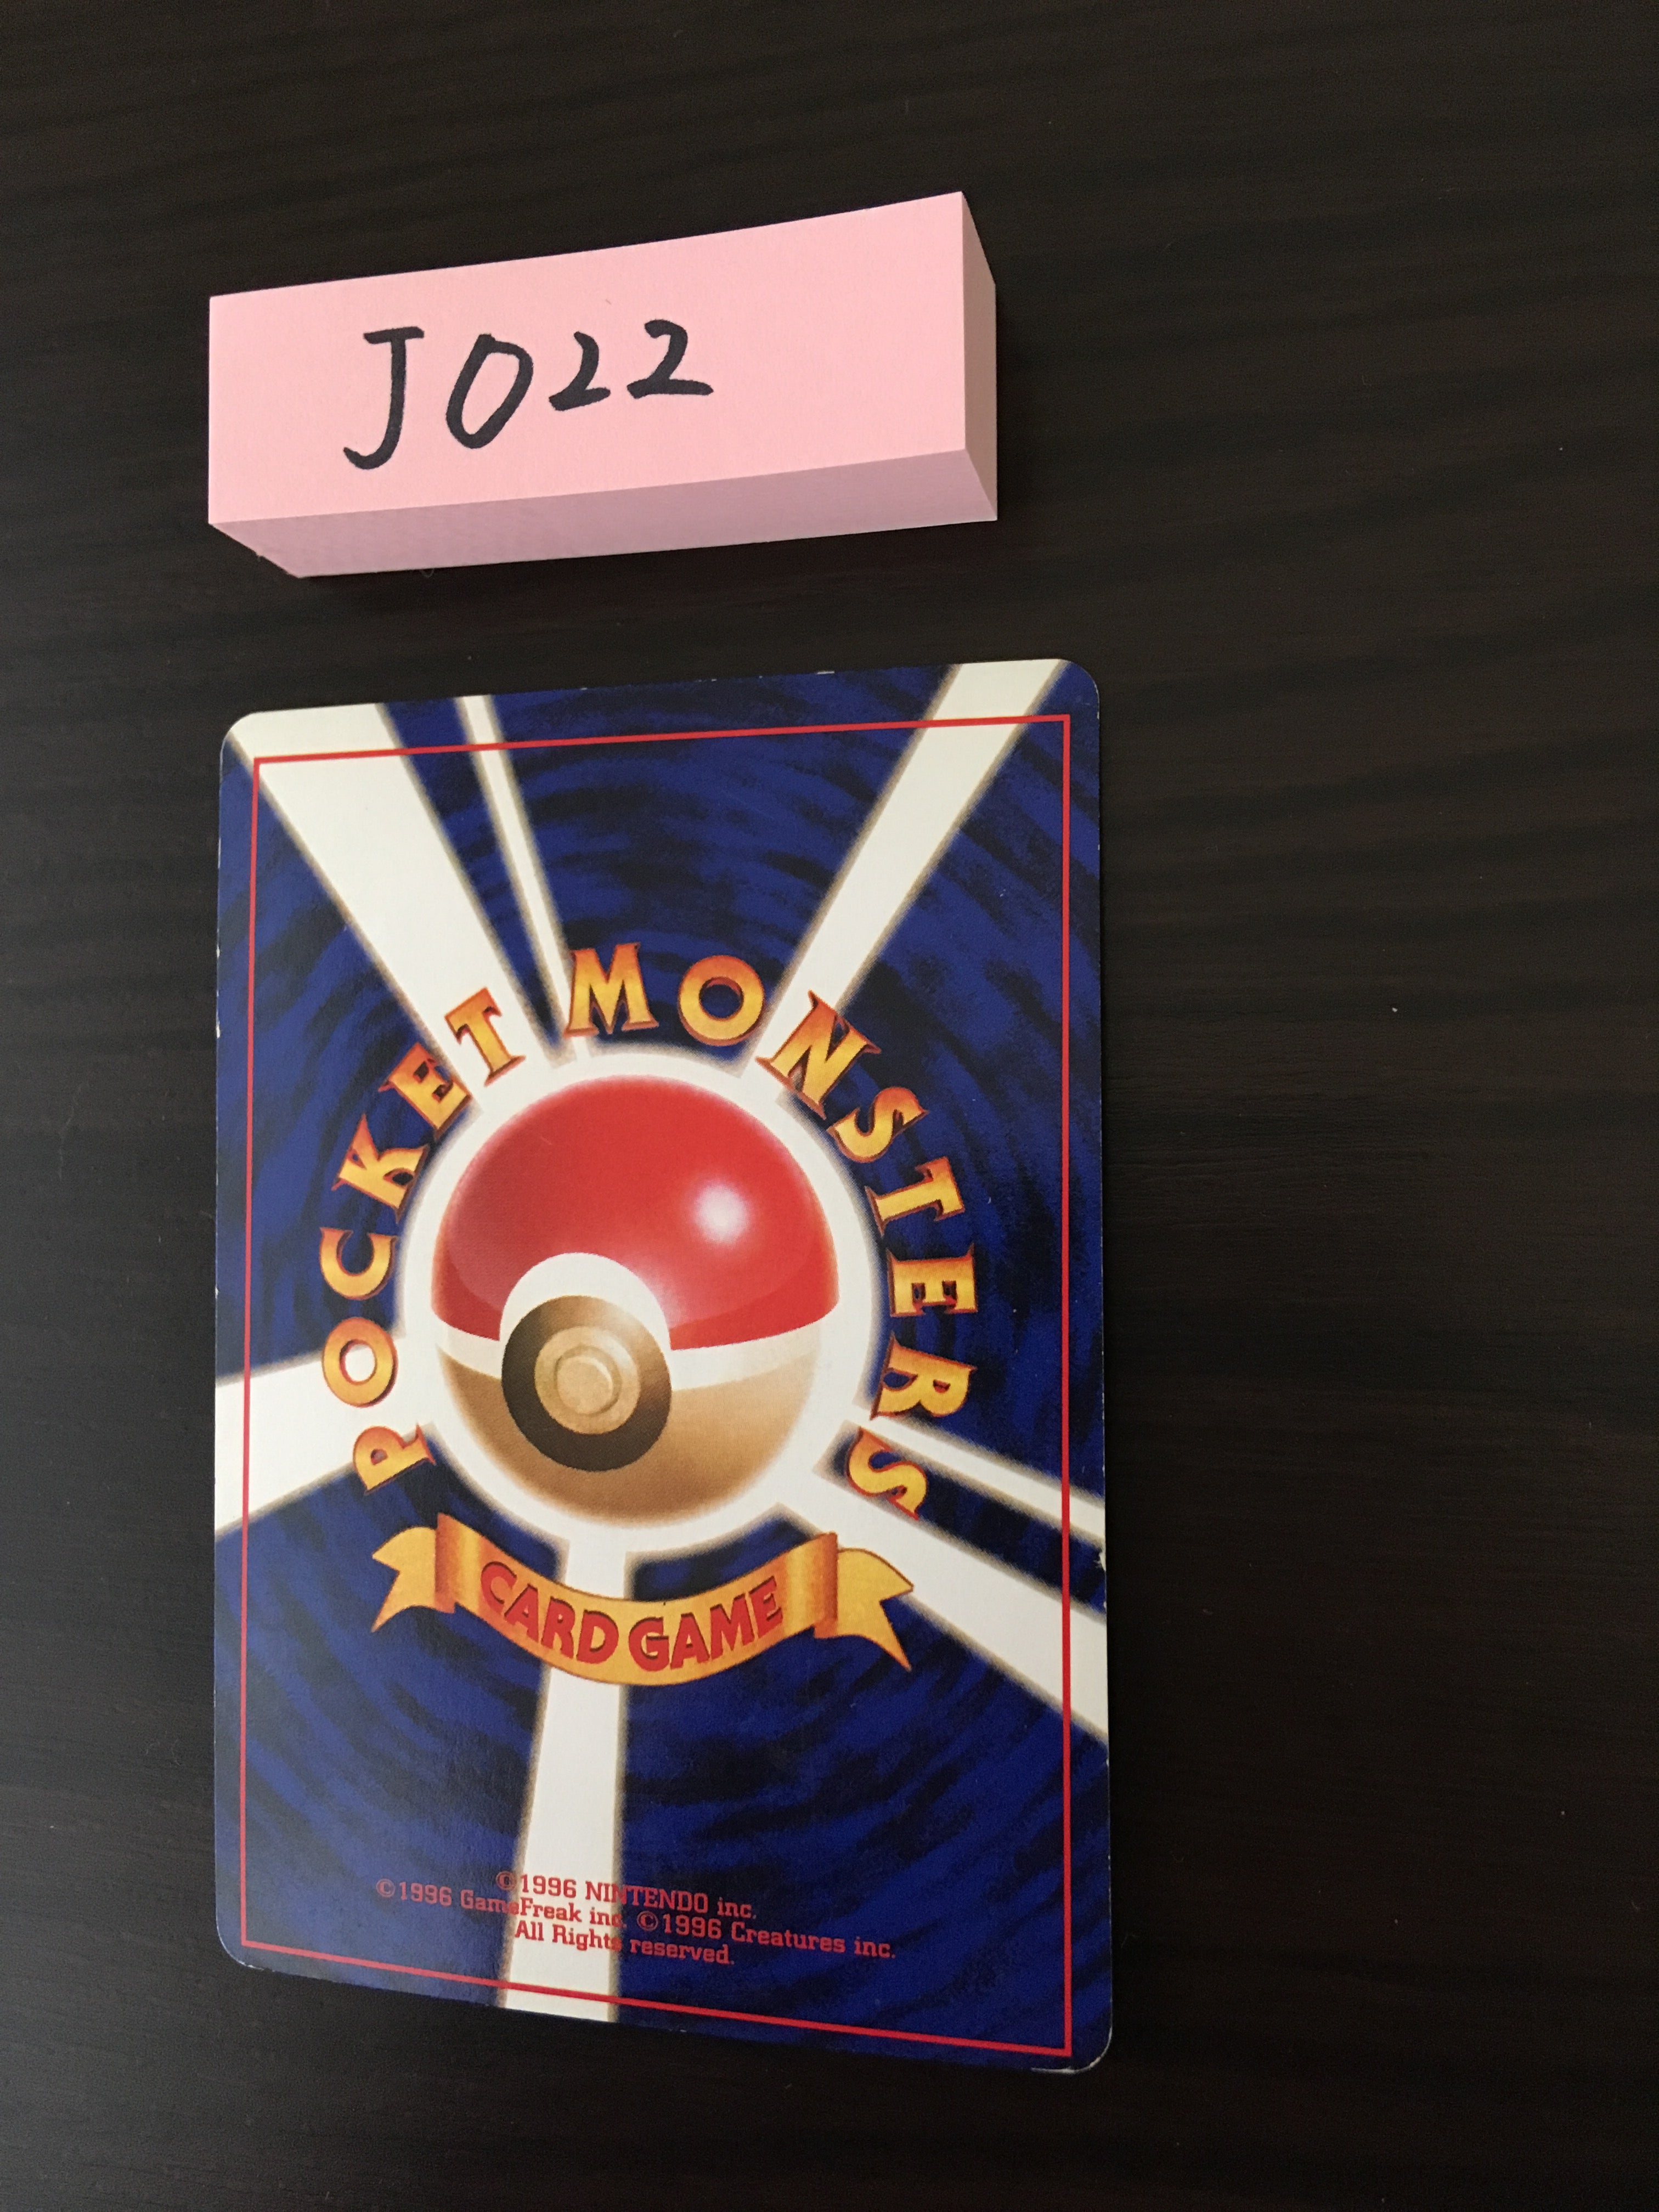 J022
POCKET MONSTERS
CARD GAME
©1996 NINTENDO inc.
©1996 GameFreak inc. ©1996 Creatures inc.
All Rights reserved.